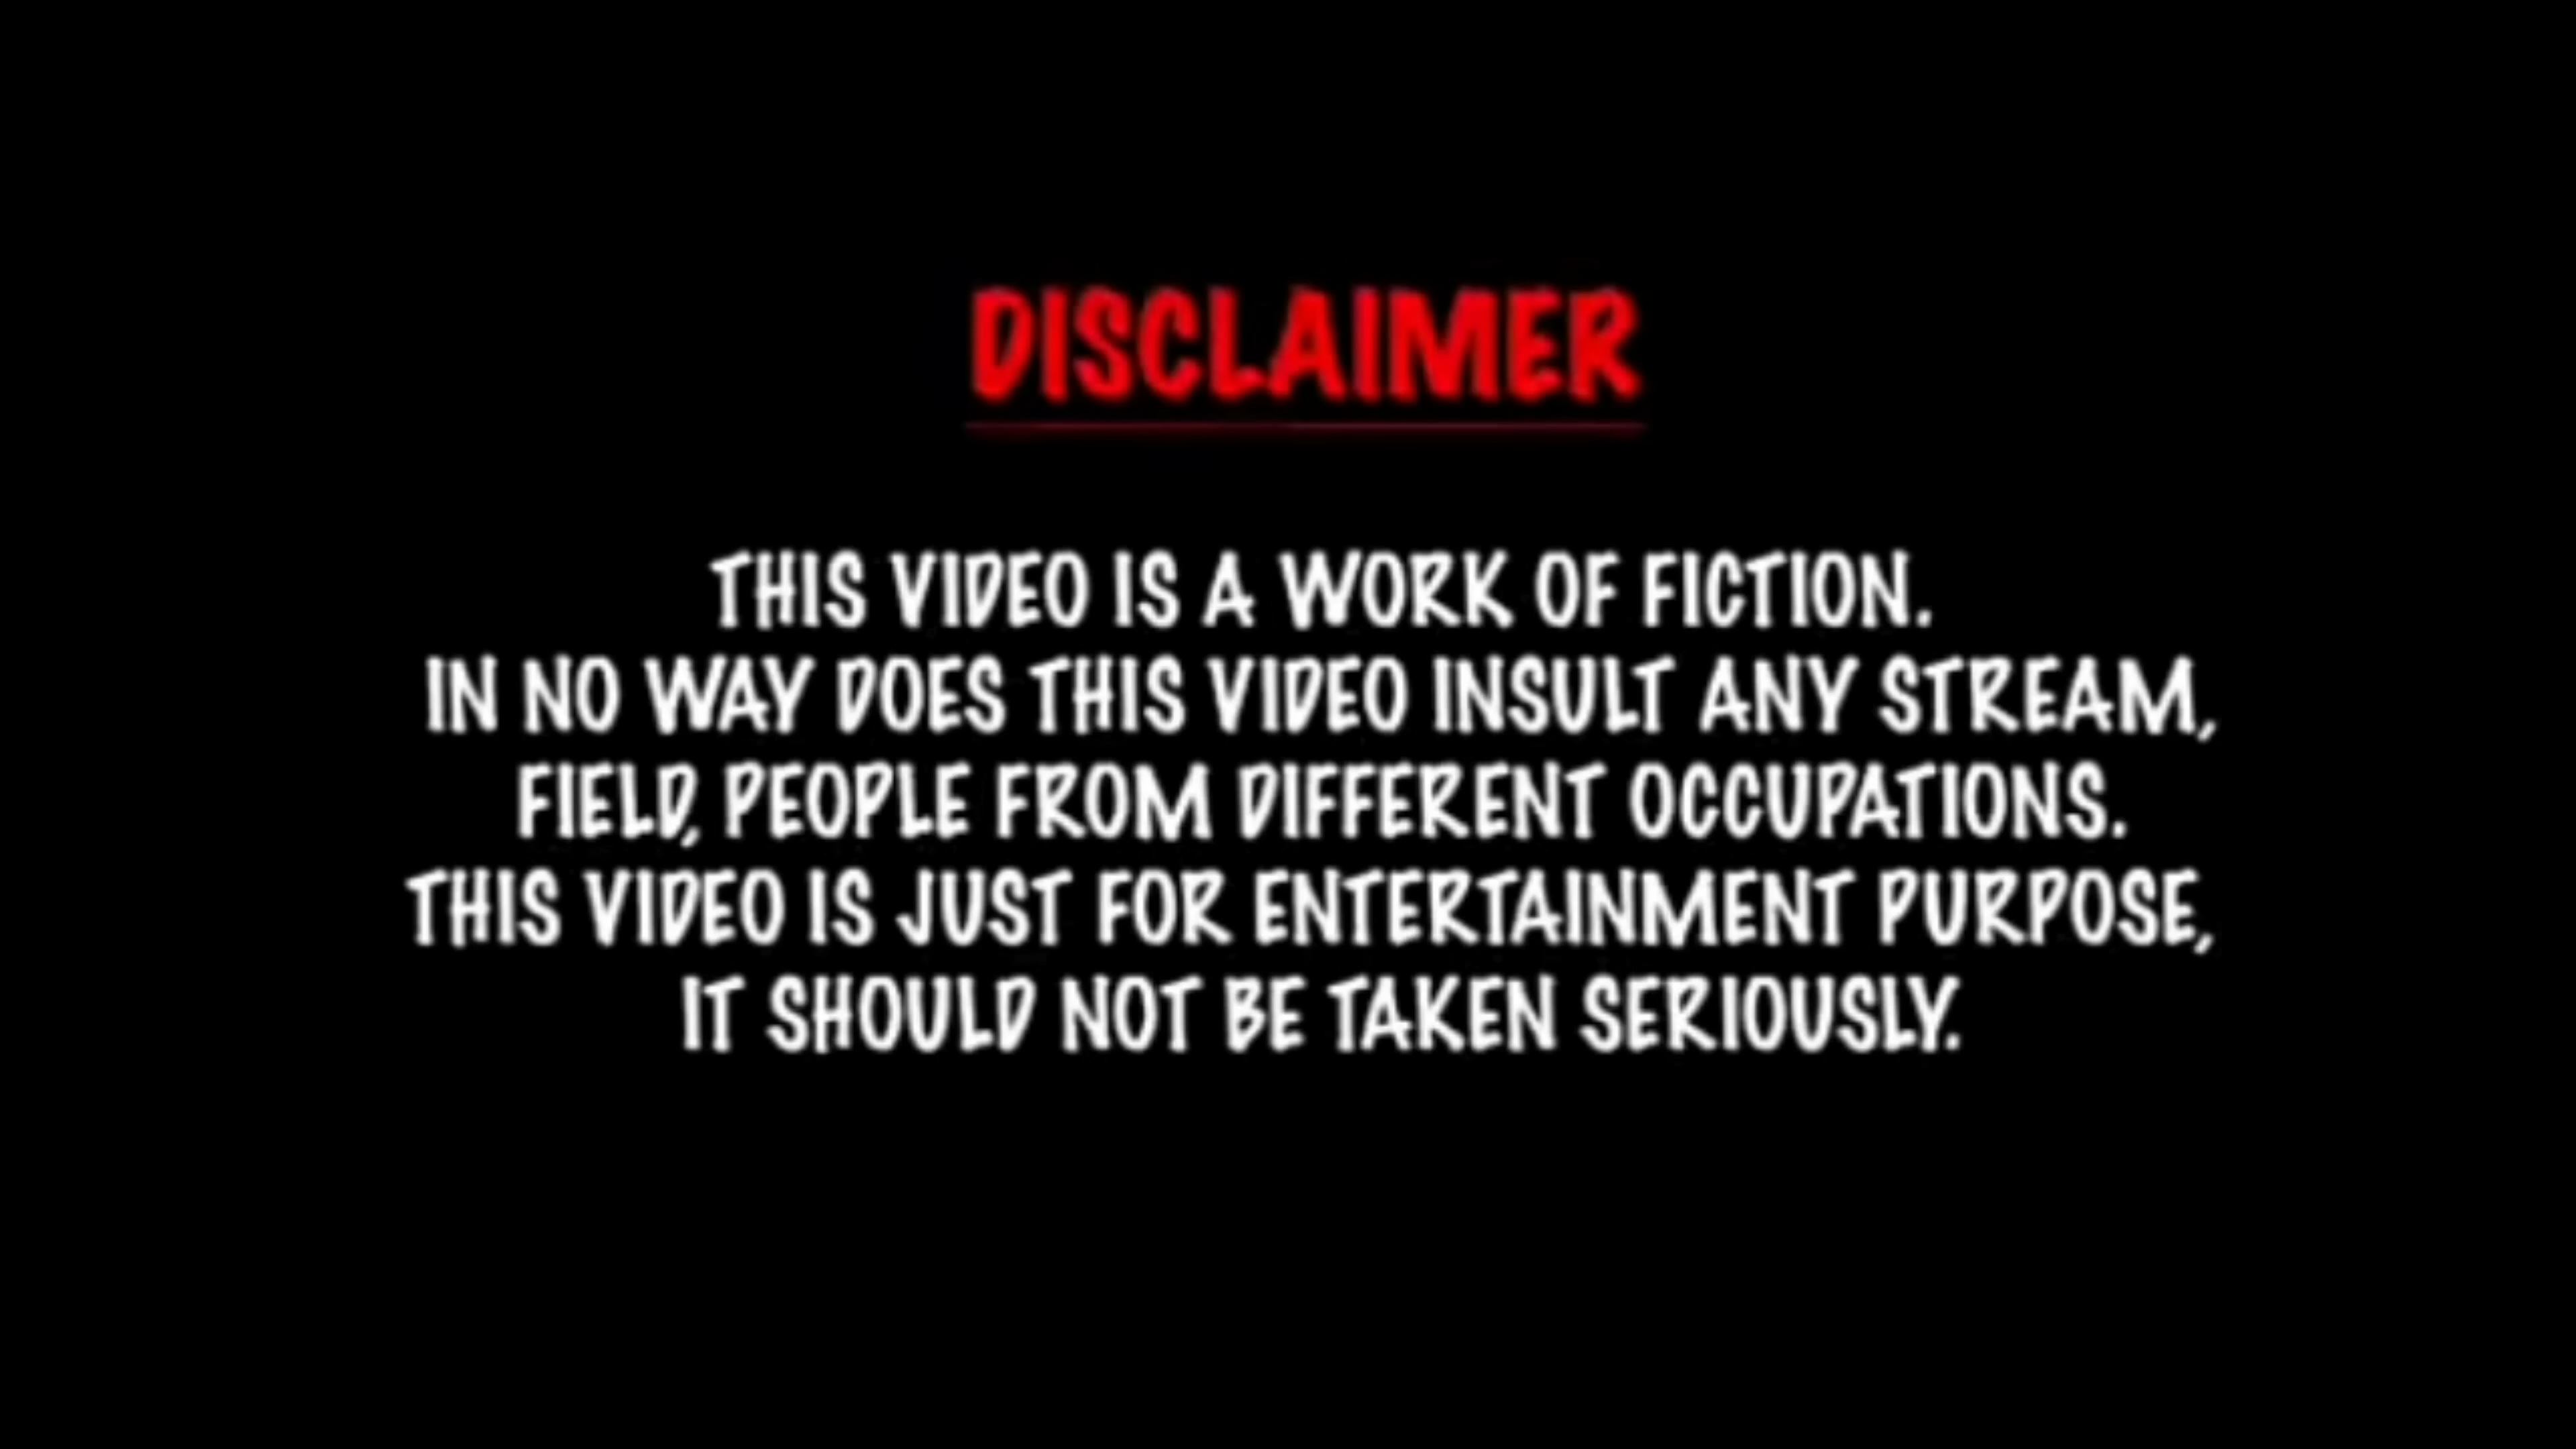 DISCLAIMER
THIS VIDEO IS A WORK OF FICTION.
IN NO WAY DOES THIS VIDEO INSULT ANY STREAM,
FIELD, PEOPLE FROM DIFFERENT OCCUPATIONS.
THIS VIDEO IS JUST FOR ENTERTAINMENT PURPOSE,
IT SHOULD NOT BE TAKEN SERIOUSLY.